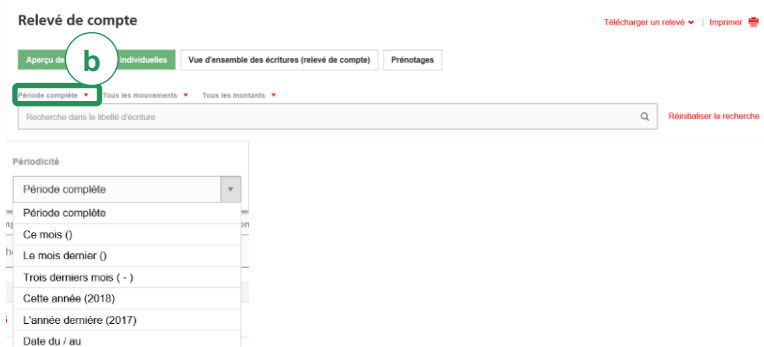 Relevé de compte
Télécharger un relevé | Imprimer
Aperçu de b individuelles Vue d'ensemble des écritures (relevé de compte) Prénotages
Période complète Tous les mouvements Tous les montants
Recherche dans le libellé d'écriture Réinitialiser la recherche
Périodicité
Période complète
Période complète
Ce mois ()
Le mois dernier ()
Trois derniers mois ( - )
Cette année (2018)
L'année dernière (2017)
Date du / au